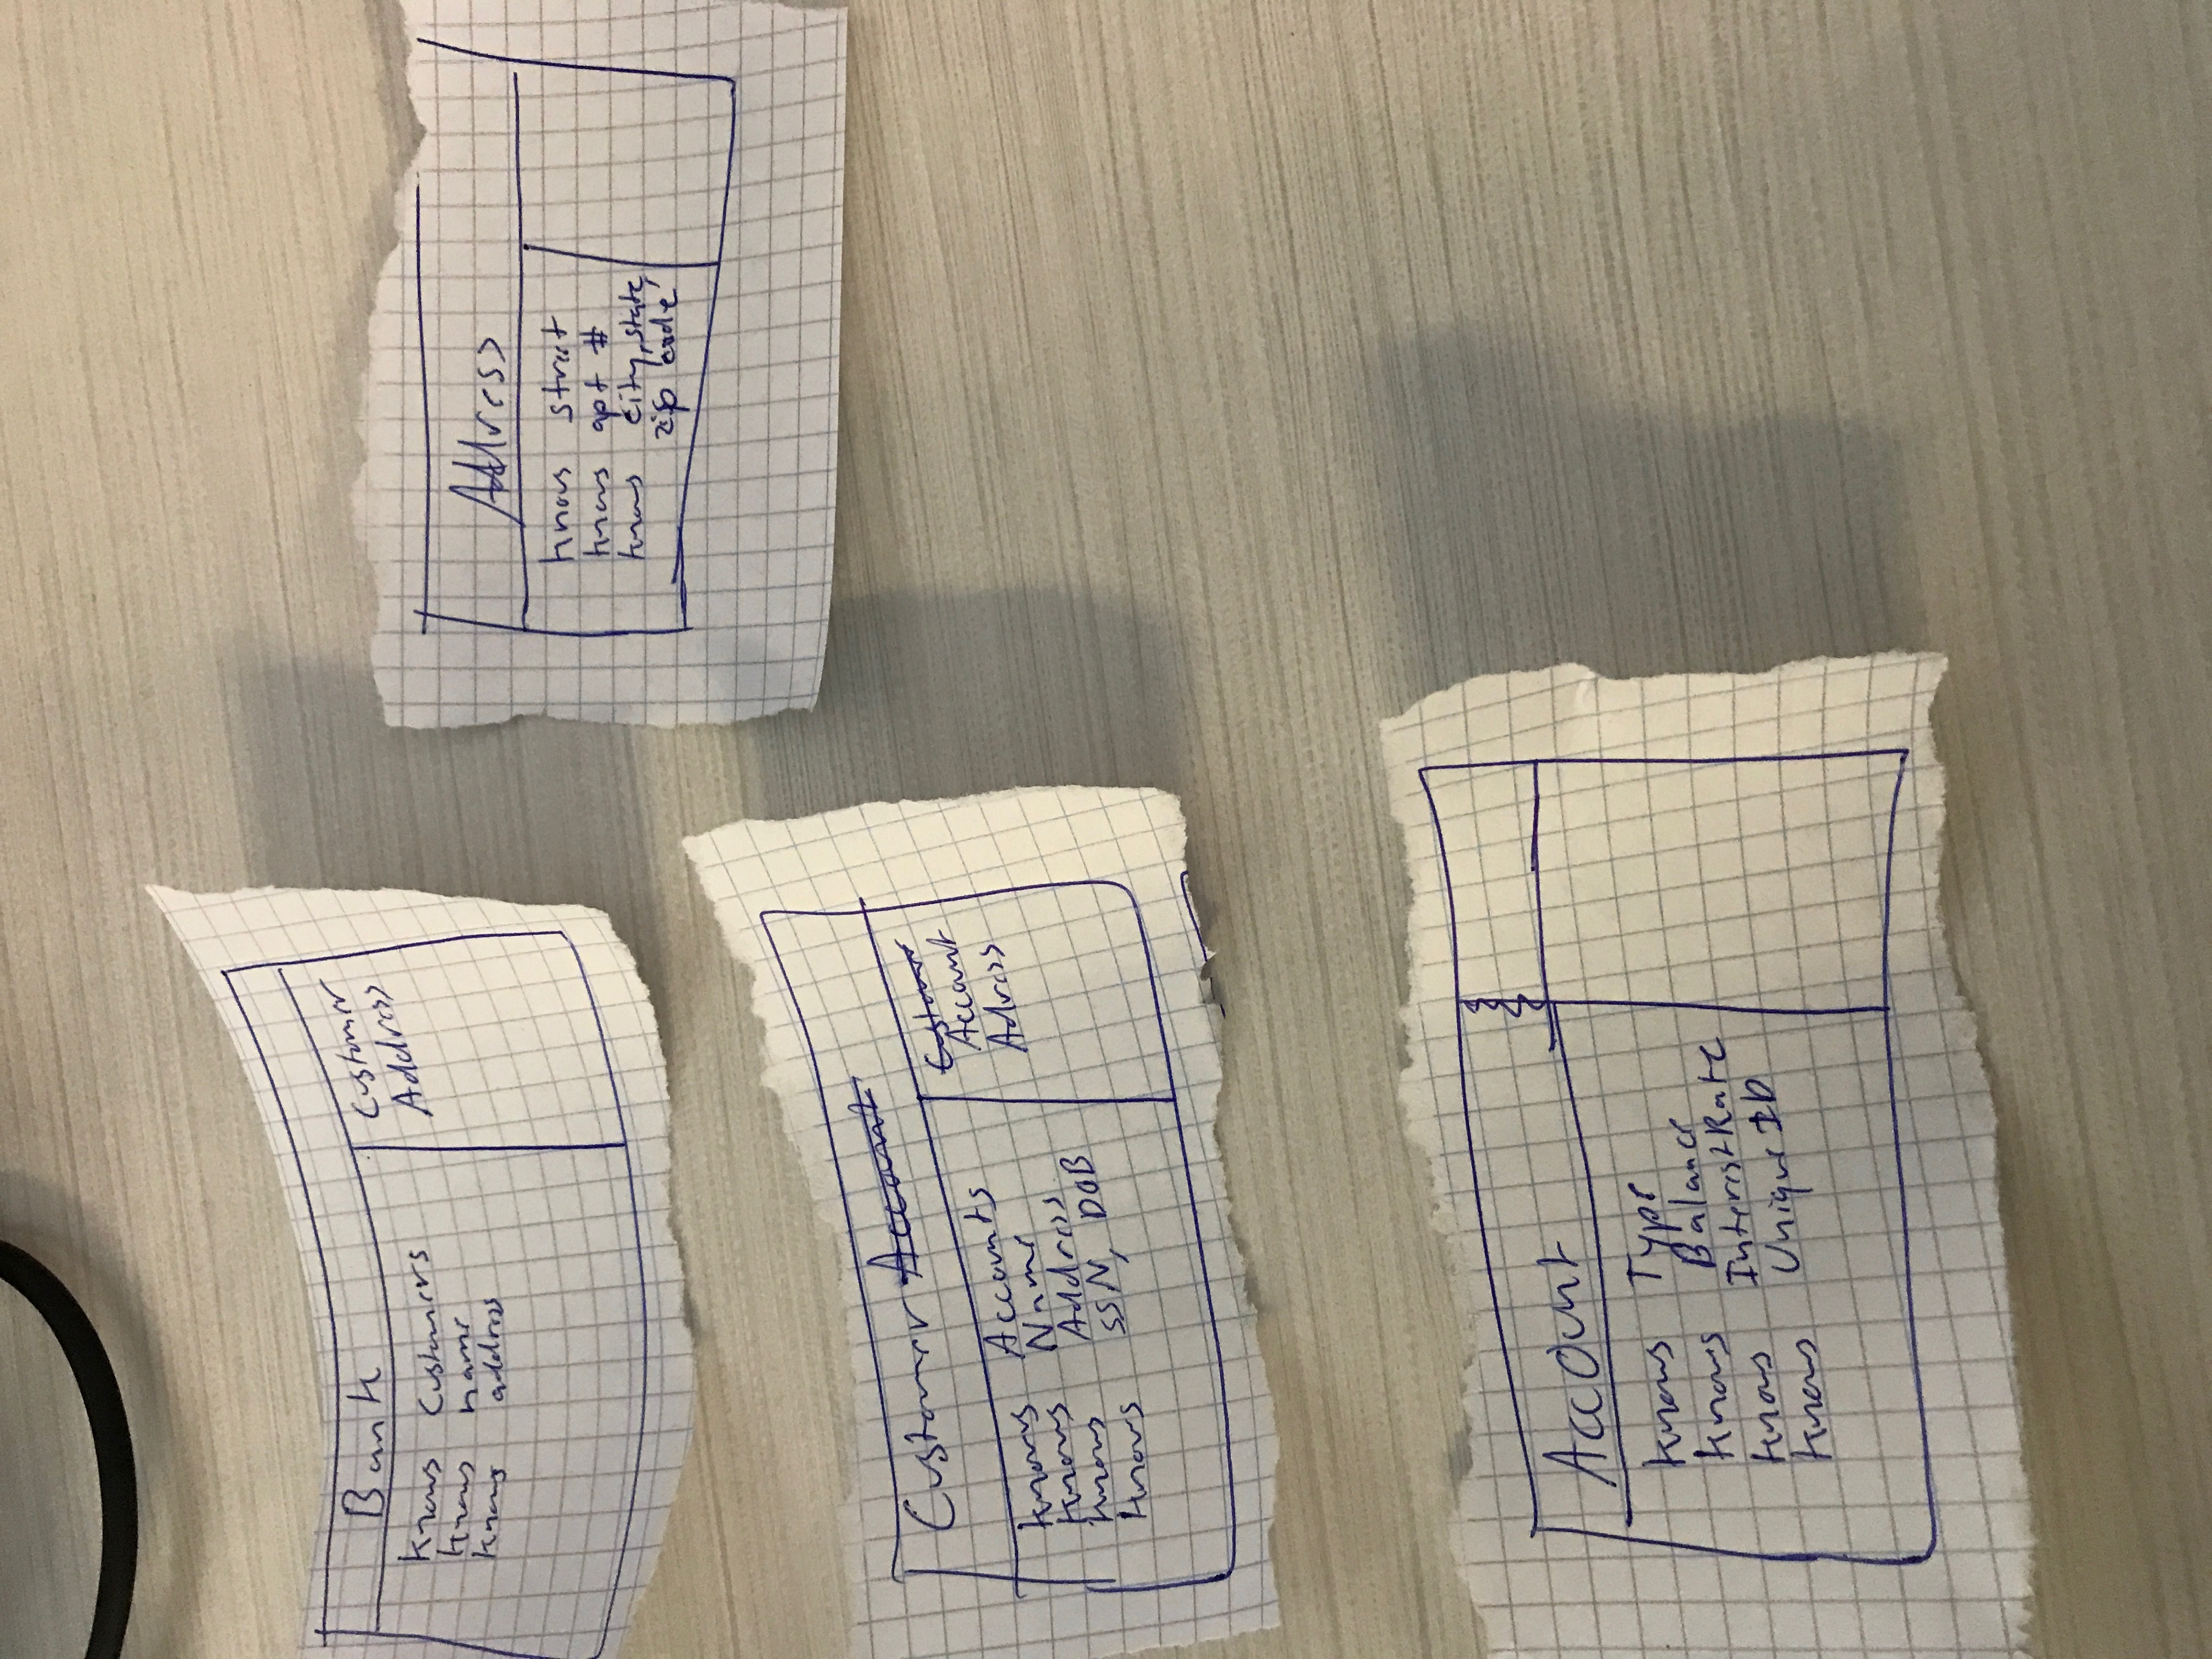 Bank
Knows Customers
Knows name
Knows address
Customer
Address
Address
Knows street
Knows apt #
Knows city, state,
zip code
Customer Account
Knows Accounts
Knows Name
Knows Address
Knows SSN, DOB
Customer
Account
Adress
Account
Knows Type
Knows Balance
Knows InterestRate
Knows Unique ID